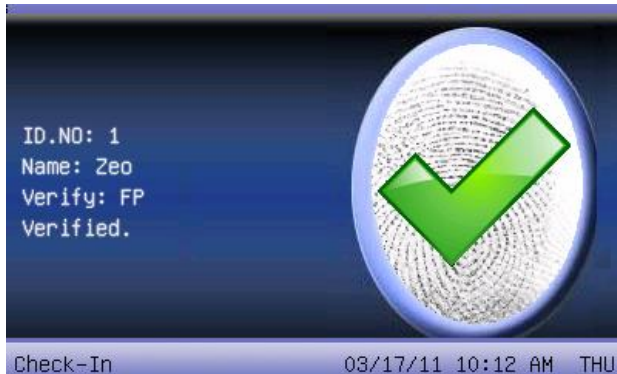 ID.NO: 1
Name: Zeo
Verify: FP
Verified.
Check-In 03/17/11 10:12 AM THU